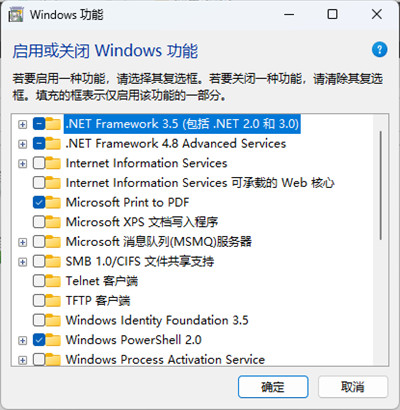 Windows 功能
启用或关闭 Windows 功能
若要启用一种功能，请选择其复选框。若要关闭一种功能，请清除其复选
框。填充的框表示仅启用该功能的一部分。
.NET Framework 3.5 (包括 .NET 2.0 和 3.0)
.NET Framework 4.8 Advanced Services
Internet Information Services
Internet Information Services 可承载的 Web 核心
Microsoft Print to PDF
Microsoft XPS 文档写入程序
Microsoft 消息队列(MSMQ)服务器
SMB 1.0/CIFS 文件共享支持
Telnet 客户端
TFTP 客户端
Windows Identity Foundation 3.5
Windows PowerShell 2.0
Windows Process Activation Service
确定
取消